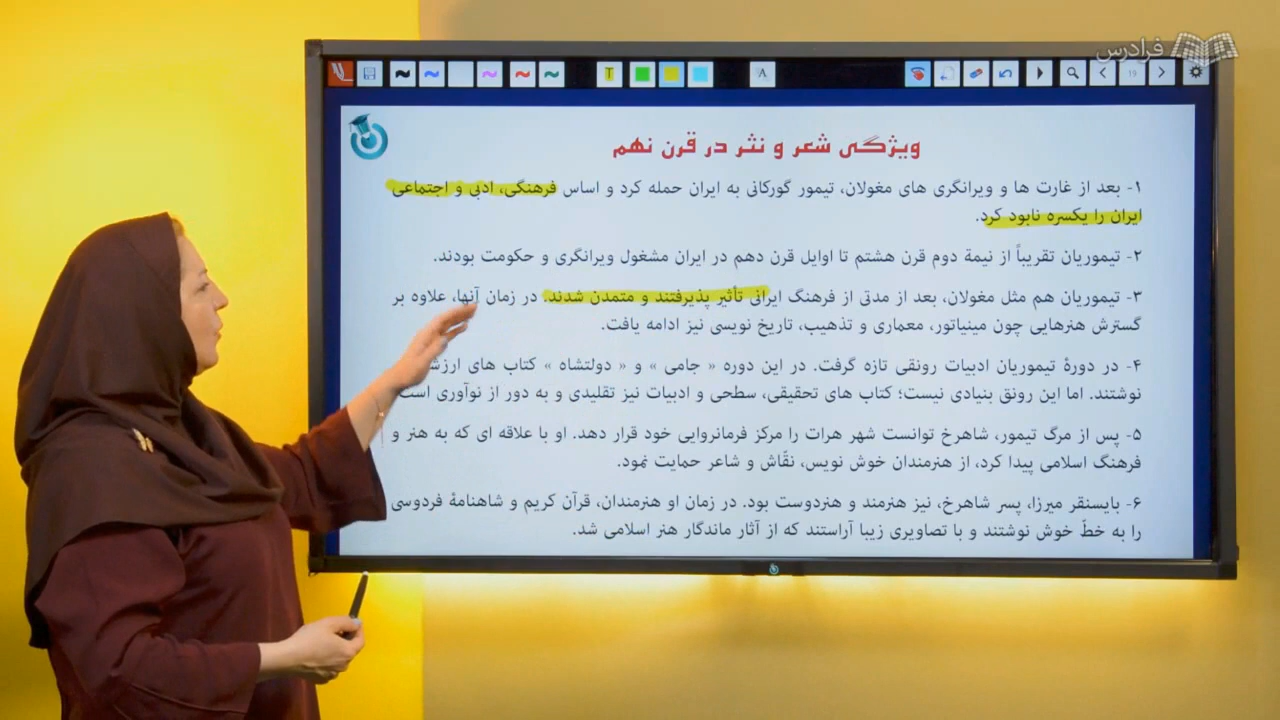 فرادرس
A
T
19
ویژگی شعر و نثر در قرن نهم
۱- بعد از غارت ها و ویرانگری های مغولان، تیمور گورکانی به ایران حمله کرد و اساس فرهنگی، ادبی و اجتماعی
ایران را یکسره نابود کرد.
۲- تیموریان تقریباً از نیمۀ دوم قرن هشتم تا اوایل قرن دهم در ایران مشغول ویرانگری و حکومت بودند.
۳- تیموریان هم مثل مغولان، بعد از مدتی از فرهنگ ایرانی تأثیر پذیرفتند و متمدن شدند. در زمان آنها، علاوه بر
گسترش هنرهایی چون مینیاتور، معماری و تذهیب، تاریخ نویسی نیز ادامه یافت.
۴- در دورۀ تیموریان ادبیات رونقی تازه گرفت. در این دوره « جامی » و « دولتشاه » کتاب های
نوشتند. اما این رونق بنیادی نیست؛ کتاب های تحقیقی، سطحی و ادبیات نیز تقلیدی و به دور از نوآوری است
۵- پس از مرگ تیمور، شاهرخ توانست شهر هرات را مرکز فرمانروایی خود قرار دهد. او با علاقه ای که به هنر و
فرهنگ اسلامی پیدا کرد، از هنرمندان خوش نویس، نقّاش و شاعر حمایت نمود.
۶- بایسنقر میرزا، پسر شاهرخ، نیز هنرمند و هنردوست بود. در زمان او هنرمندان، قرآن کریم و شاهنامۀ فردوسی
را به خطّ خوش نوشتند و با تصاویری زیبا آراستند که از آثار ماندگار هنر اسلامی شد.